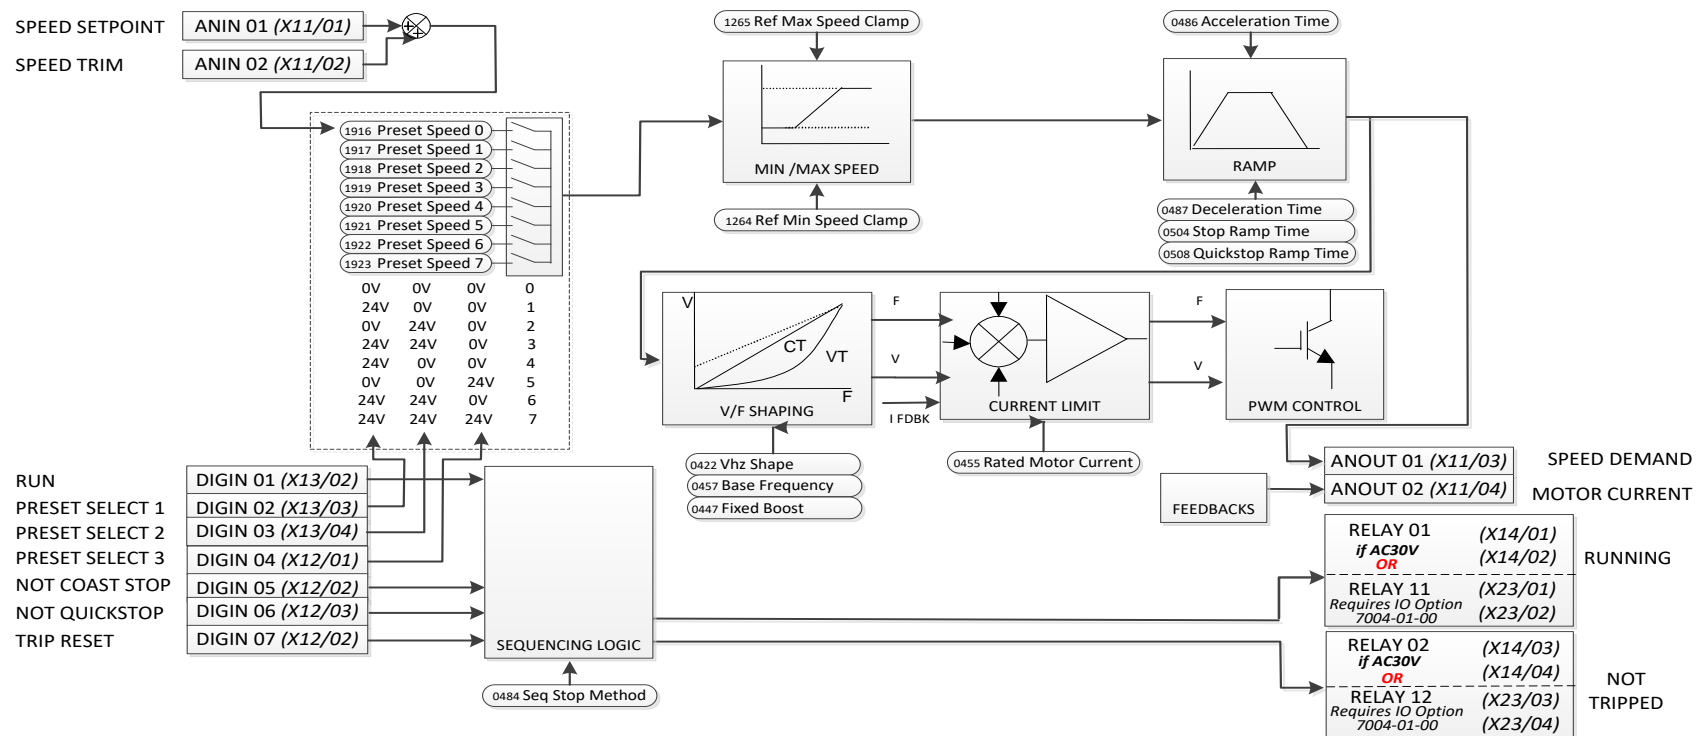 SPEED SETPOINT
ANIN 01 (X11/01)
SPEED TRIM
ANIN 02 (X11/02)
+
+
1916 Preset Speed 0
1917 Preset Speed 1
1918 Preset Speed 2
1919 Preset Speed 3
1920 Preset Speed 4
1921 Preset Speed 5
1922 Preset Speed 6
1923 Preset Speed 7
0V 0V 0V 0
24V 0V 0V 1
0V 24V 0V 2
24V 24V 0V 3
24V 0V 0V 4
0V 0V 24V 5
24V 24V 0V 6
24V 24V 24V 7
1265 Ref Max Speed Clamp
MIN /MAX SPEED
1264 Ref Min Speed Clamp
0486 Acceleration Time
RAMP
0487 Deceleration Time
0504 Stop Ramp Time
0508 Quickstop Ramp Time
V
CT
VT
F
V/F SHAPING
0422 Vhz Shape
0457 Base Frequency
0447 Fixed Boost
F
V
I FDBK
CURRENT LIMIT
0455 Rated Motor Current
F
V
PWM CONTROL
ANOUT 01 (X11/03)
SPEED DEMAND
ANOUT 02 (X11/04)
MOTOR CURRENT
FEEDBACKS
RUN
DIGIN 01 (X13/02)
PRESET SELECT 1
DIGIN 02 (X13/03)
PRESET SELECT 2
DIGIN 03 (X13/04)
PRESET SELECT 3
DIGIN 04 (X12/01)
NOT COAST STOP
DIGIN 05 (X12/02)
NOT QUICKSTOP
DIGIN 06 (X12/03)
TRIP RESET
DIGIN 07 (X12/02)
SEQUENCING LOGIC
0484 Seq Stop Method
RELAY 01 (X14/01)
if AC30V (X14/02)
OR
RELAY 11 (X23/01)
Requires IO Option
7004-01-00 (X23/02)
RUNNING
RELAY 02 (X14/03)
if AC30V (X14/04)
OR
RELAY 12 (X23/03)
Requires IO Option
7004-01-00 (X23/04)
NOT
TRIPPED